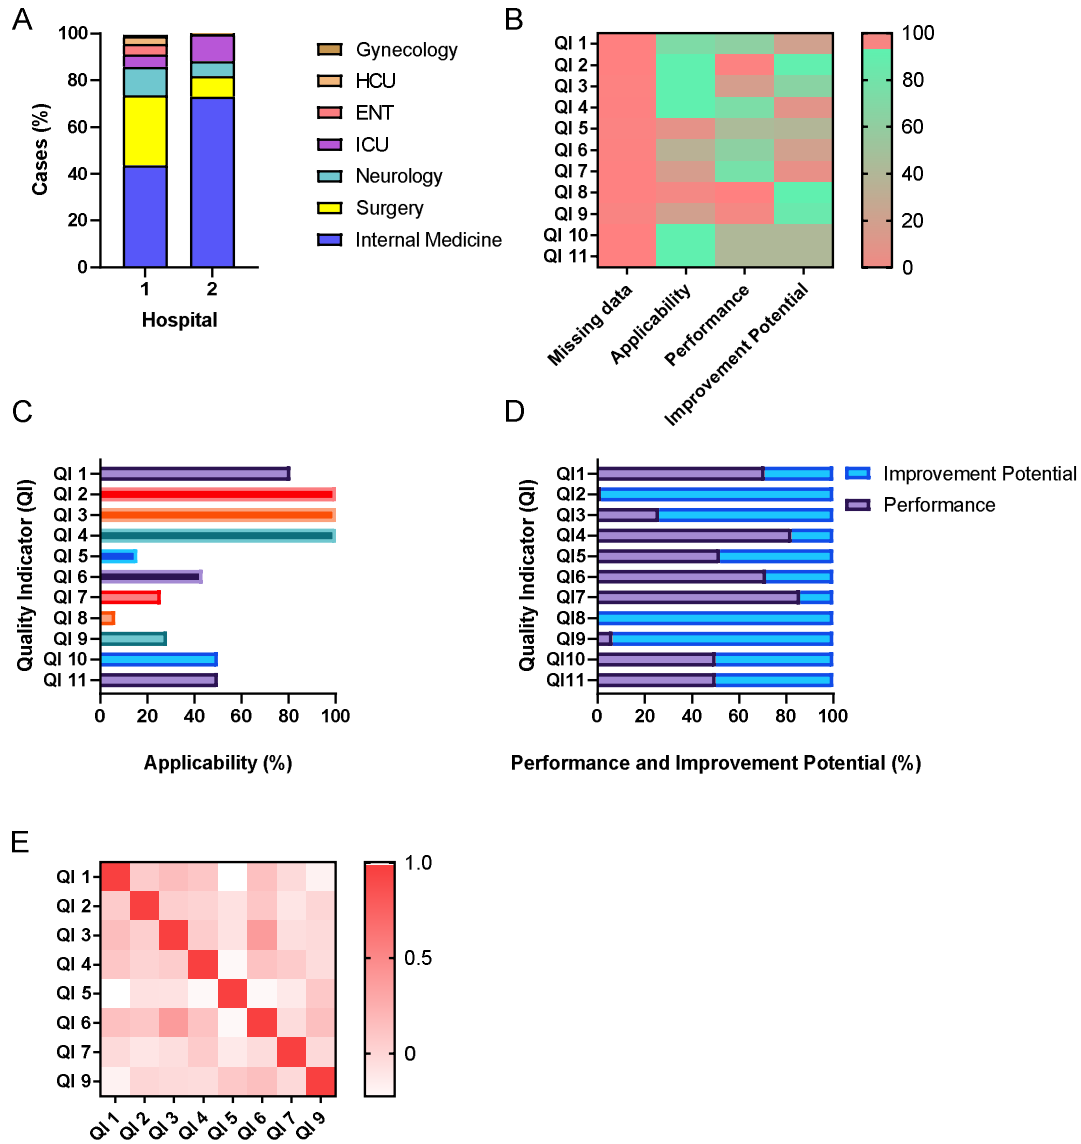 A
100
80
60
40
20
0
Cases (%)
1
2
Hospital
Gynecology
HCU
ENT
ICU
Neurology
Surgery
Internal Medicine
B
QI 1
QI 2
QI 3
QI 4
QI 5
QI 6
QI 7
QI 8
QI 9
QI 10
QI 11
Missing data
Applicability
Performance
Improvement Potential
100
80
60
40
20
0
C
Quality Indicator (QI)
QI 1
QI 2
QI 3
QI 4
QI 5
QI 6
QI 7
QI 8
QI 9
QI 10
QI 11
0 20 40 60 80 100
Applicability (%)
D
Quality Indicator (QI)
QI1
QI2
QI3
QI4
QI5
QI6
QI7
QI8
QI9
QI10
QI11
0 20 40 60 80 100
Performance and Improvement Potential (%)
Improvement Potential
Performance
E
QI 1
QI 2
QI 3
QI 4
QI 5
QI 6
QI 7
QI 9
QI 1
QI 2
QI 3
QI 4
QI 5
QI 6
QI 7
QI 9
1.0
0.5
0